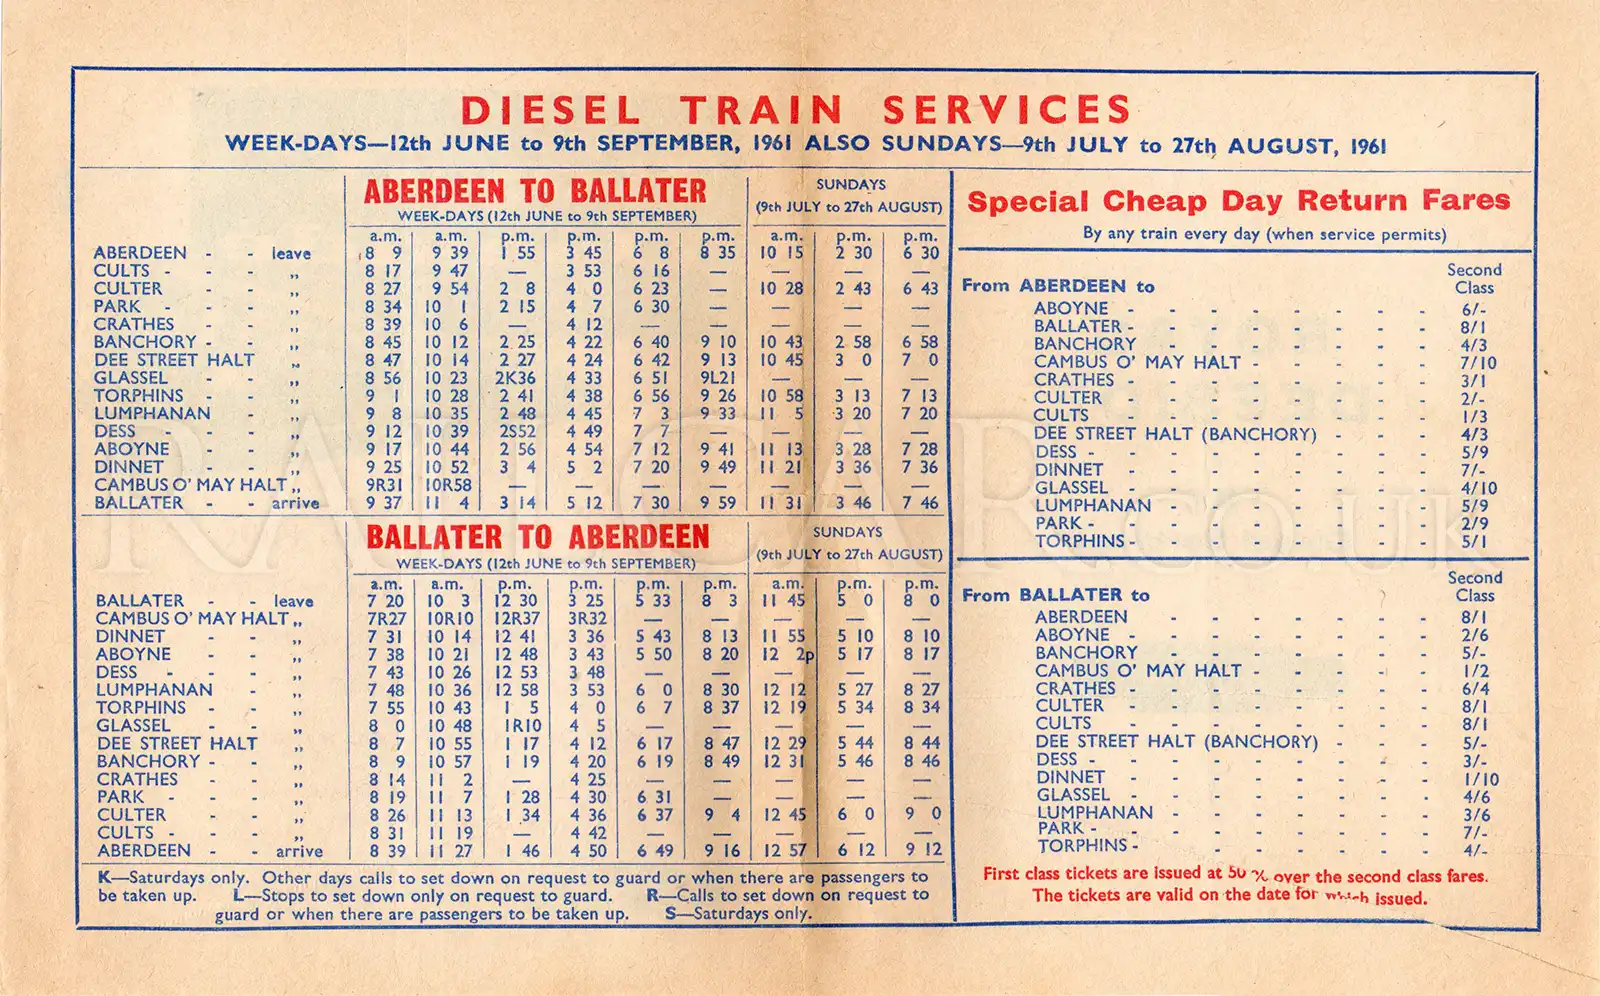 DIESEL TRAIN SERVICES
WEEK-DAYS—12th JUNE to 9th SEPTEMBER, 1961 ALSO SUNDAYS—9th JULY to 27th AUGUST, 1961
ABERDEEN TO BALLATER
WEEK-DAYS (12th JUNE to 9th SEPTEMBER)
SUNDAYS
(9th JULY to 27th AUGUST)
a.m. a.m. p.m. p.m. p.m. p.m. a.m. p.m. p.m.
ABERDEEN - - leave 8 9 9 39 1 55 3 45 6 8 8 35 10 15 2 30 6 30
CULTS - - - „ 8 17 9 47 — 3 53 6 16 — — — —
CULTER - - „ 8 27 9 54 2 8 4 0 6 23 — 10 28 2 43 6 43
PARK - - - „ 8 34 10 1 2 15 4 7 6 30 — — — —
CRATHES - - „ 8 39 10 6 — 4 12 — — — — —
BANCHORY - - „ 8 45 10 12 2 25 4 22 6 40 9 10 10 43 2 58 6 58
DEE STREET HALT „ 8 47 10 14 2 27 4 24 6 42 9 13 10 45 3 0 7 0
GLASSEL - - „ 8 56 10 23 2K36 4 33 6 51 9L21 — — —
TORPHINS - - „ 9 1 10 28 2 41 4 38 6 56 9 26 10 58 3 13 7 13
LUMPHANAN - „ 9 8 10 35 2 48 4 45 7 3 9 33 11 5 3 20 7 20
DESS - - - „ 9 12 10 39 2S52 4 49 7 7 — — — —
ABOYNE - - „ 9 17 10 44 2 56 4 54 7 12 9 41 11 13 3 28 7 28
DINNET - - „ 9 25 10 52 3 4 5 2 7 20 9 49 11 21 3 36 7 36
CAMBUS O' MAY HALT „ 9R31 10R58 — — — — — — —
BALLATER - - arrive 9 37 11 4 3 14 5 12 7 30 9 59 11 31 3 46 7 46
BALLATER TO ABERDEEN
WEEK-DAYS (12th JUNE to 9th SEPTEMBER)
SUNDAYS
(9th JULY to 27th AUGUST)
a.m. a.m. p.m. p.m. p.m. p.m. a.m. p.m. p.m.
BALLATER - - leave 7 20 10 3 12 30 3 25 5 33 8 3 11 45 5 0 8 0
CAMBUS O' MAY HALT „ 7R27 10R10 12R37 3R32 — — — — —
DINNET - - „ 7 31 10 14 12 41 3 36 5 43 8 13 11 55 5 10 8 10
ABOYNE - - „ 7 38 10 21 12 48 3 43 5 50 8 20 12 2p 5 17 8 17
DESS - - - „ 7 43 10 26 12 53 3 48 — — — — —
LUMPHANAN - „ 7 48 10 36 12 58 3 53 6 0 8 30 12 12 5 27 8 27
TORPHINS - - „ 7 55 10 43 1 5 4 0 6 7 8 37 12 19 5 34 8 34
GLASSEL - - „ 8 0 10 48 1R10 4 5 — — — — —
DEE STREET HALT „ 8 7 10 55 1 17 4 12 6 17 8 47 12 29 5 44 8 44
BANCHORY - - „ 8 9 10 57 1 19 4 20 6 19 8 49 12 31 5 46 8 46
CRATHES - - „ 8 14 11 2 — 4 25 — — — — —
PARK - - - „ 8 19 11 7 1 28 4 30 6 31 — — — —
CULTER - - „ 8 26 11 13 1 34 4 36 6 37 9 4 12 45 6 0 9 0
CULTS - - - „ 8 31 11 19 — 4 42 — — — — —
ABERDEEN - - arrive 8 39 11 27 1 46 4 50 6 49 9 16 12 57 6 12 9 12
K—Saturdays only. Other days calls to set down on request to guard or when there are passengers to
be taken up. L—Stops to set down only on request to guard. R—Calls to set down on request to
guard or when there are passengers to be taken up. S—Saturdays only.
Special Cheap Day Return Fares
By any train every day (when service permits)
Second
From ABERDEEN to Class
ABOYNE - - - - - - - - 6/-
BALLATER - - - - - - - - 8/1
BANCHORY - - - - - - - 4/3
CAMBUS O' MAY HALT - - - - - 7/10
CRATHES - - - - - - - - 3/1
CULTER - - - - - - - - 2/-
CULTS - - - - - - - - 1/3
DEE STREET HALT (BANCHORY) - - - 4/3
DESS - - - - - - - - - 5/9
DINNET - - - - - - - - 7/-
GLASSEL - - - - - - - - 4/10
LUMPHANAN - - - - - - - 5/9
PARK - - - - - - - - - 2/9
TORPHINS - - - - - - - - 5/1
Second
From BALLATER to Class
ABERDEEN - - - - - - - 8/1
ABOYNE - - - - - - - - 2/6
BANCHORY - - - - - - - 5/-
CAMBUS O' MAY HALT - - - - - 1/2
CRATHES - - - - - - - - 6/4
CULTER - - - - - - - - 8/1
CULTS - - - - - - - - 8/1
DEE STREET HALT (BANCHORY) - - - 5/-
DESS - - - - - - - - - 3/-
DINNET - - - - - - - - 1/10
GLASSEL - - - - - - - - 4/6
LUMPHANAN - - - - - - - 3/6
PARK - - - - - - - - - 7/-
TORPHINS - - - - - - - - 4/-
First class tickets are issued at 50 % over the second class fares.
The tickets are valid on the date for which issued.
RAILCAR.CO.UK